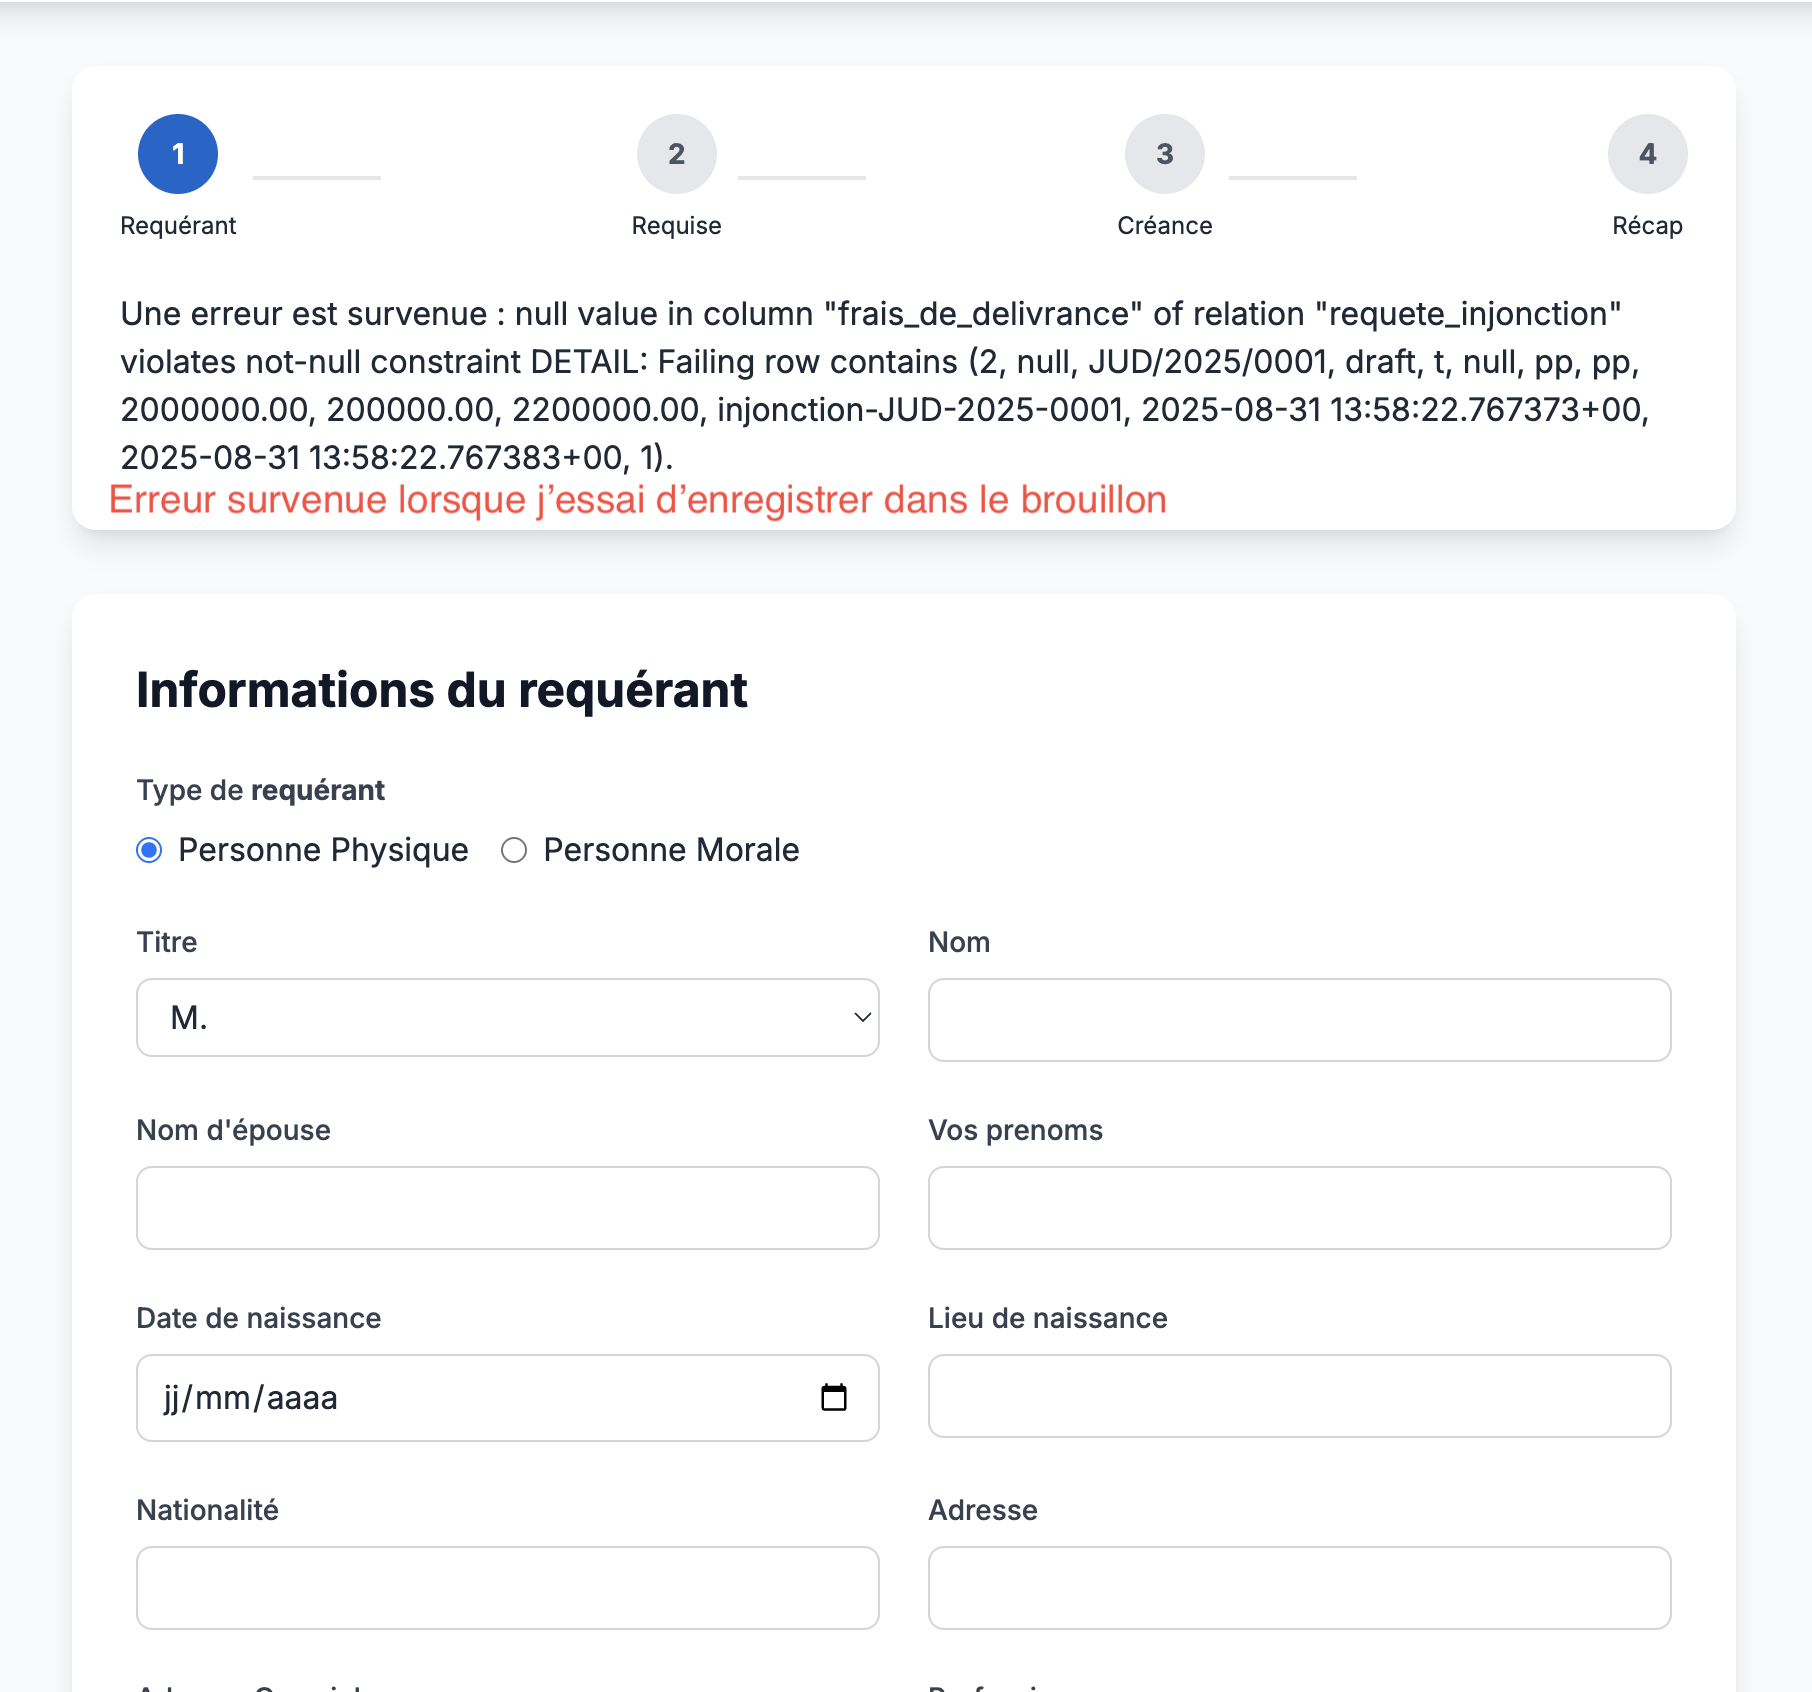 1
2
3
4
Requérant
Requise
Créance
Récap
Une erreur est survenue : null value in column "frais_de_delivrance" of relation "requete_injonction"
violates not-null constraint DETAIL: Failing row contains (2, null, JUD/2025/0001, draft, t, null, pp, pp,
2000000.00, 200000.00, 2200000.00, injonction-JUD-2025-0001, 2025-08-31 13:58:22.767373+00,
2025-08-31 13:58:22.767383+00, 1).
Erreur survenue lorsque j’essai d’enregistrer dans le brouillon
Informations du requérant
Type de requérant
Personne Physique
Personne Morale
Titre
Nom
M.
Nom d'épouse
Vos prenoms
Date de naissance
Lieu de naissance
jj/mm/aaaa
Nationalité
Adresse